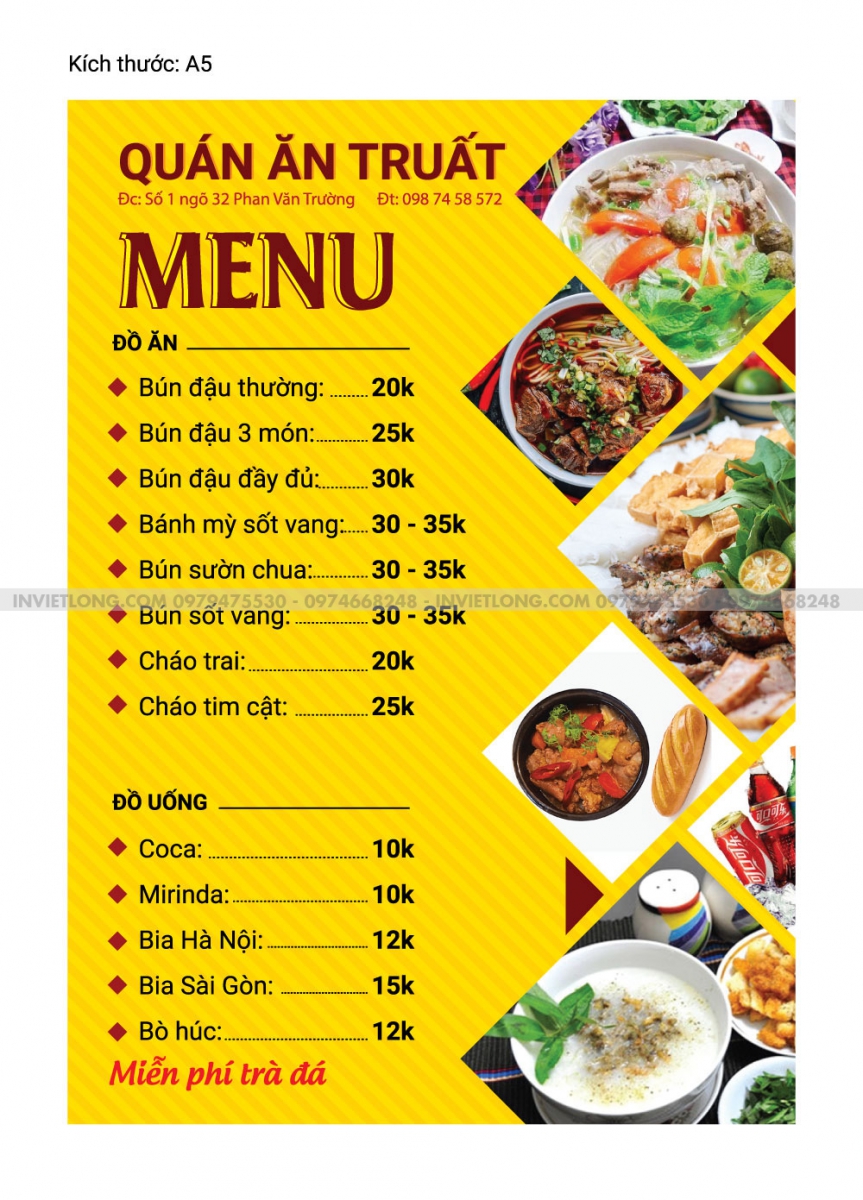 Kích thước: A5
QUÁN ĂN TRUẤT
Đc: Số 1 ngõ 32 Phan Văn Trường Đt: 098 74 58 572
MENU
ĐỒ ĂN
Bún đậu thường: 20k
Bún đậu 3 món: 25k
Bún đậu đầy đủ: 30k
Bánh mỳ sốt vang: 30 - 35k
Bún sườn chua: 30 - 35k
INVIETLONG.COM 0979475530 - 0974668248 - INVIETLONG.COM 0979475530 - 0974668248
Bún sốt vang: 30 - 35k
Cháo trai: 20k
Cháo tim cật: 25k
ĐỒ UỐNG
Coca: 10k
Mirinda: 10k
Bia Hà Nội: 12k
Bia Sài Gòn: 15k
Bò húc: 12k
Miễn phí trà đá